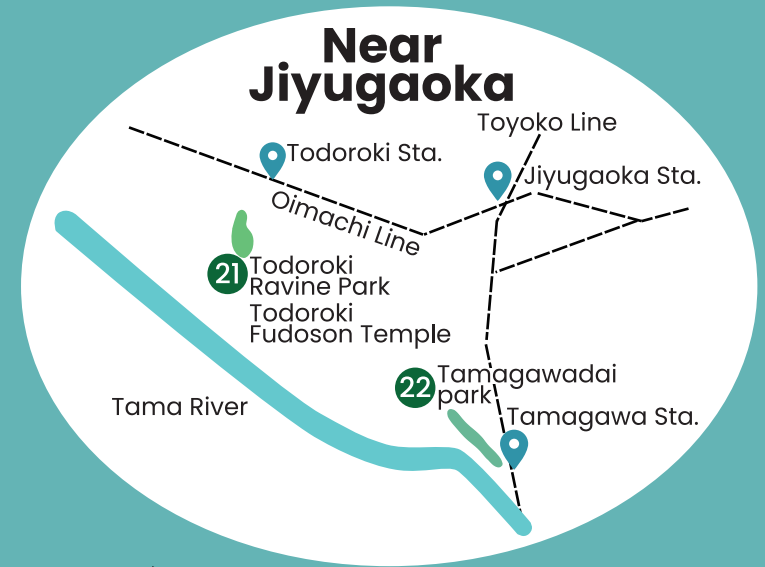 Near
Jiyugaoka
Toyoko Line
Todoroki Sta.
Jiyugaoka Sta.
Oimachi Line
21
Todoroki
Ravine Park
Todoroki
Fudoson Temple
22
Tamagawadai
park
Tama River
Tamagawa Sta.